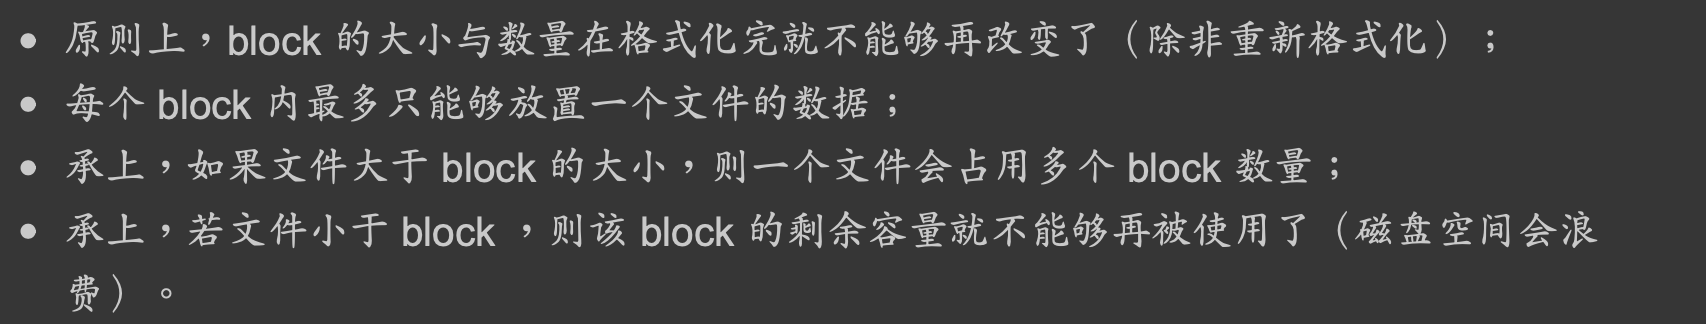 • 原则上，block 的大小与数量在格式化完就不能够再改变了（除非重新格式化）；
• 每个 block 内最多只能够放置一个文件的数据；
• 承上，如果文件大于 block 的大小，则一个文件会占用多个 block 数量；
• 承上，若文件小于 block ，则该 block 的剩余容量就不能够再被使用了（磁盘空间会浪
费）。